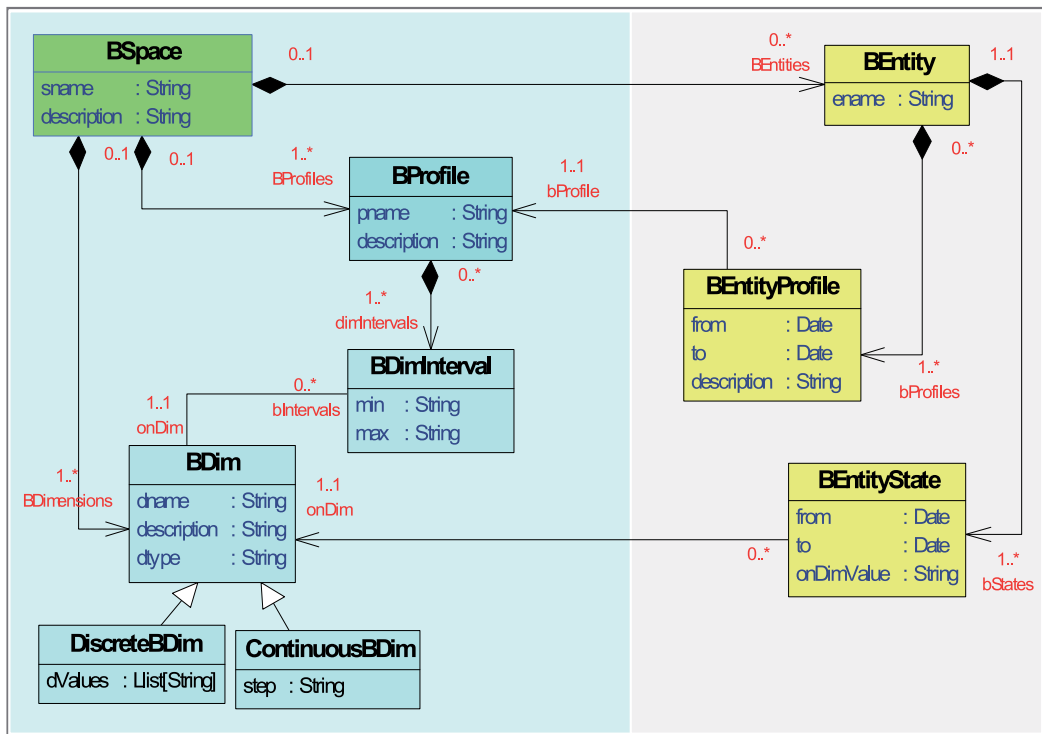 BSpace
sname : String
description : String
0..1
0..*
BEntities
BEntity
ename : String
1..1
0..1
0..1
1..*
BProfiles
BProfile
pname : String
description : String
1..1
bProfile
0..*
0..*
0..*
1..*
dimIntervals
BEntityProfile
from : Date
to : Date
description : String
1..*
bProfiles
BDimInterval
min : String
max : String
0..*
bIntervals
1..1
onDim
BDim
dname : String
description : String
dtype : String
1..*
BDimensions
1..1
onDim
BEntityState
from : Date
to : Date
onDimValue : String
0..*
1..*
bStates
DiscreteBDim
dValues : LIist[String]
ContinuousBDim
step : String